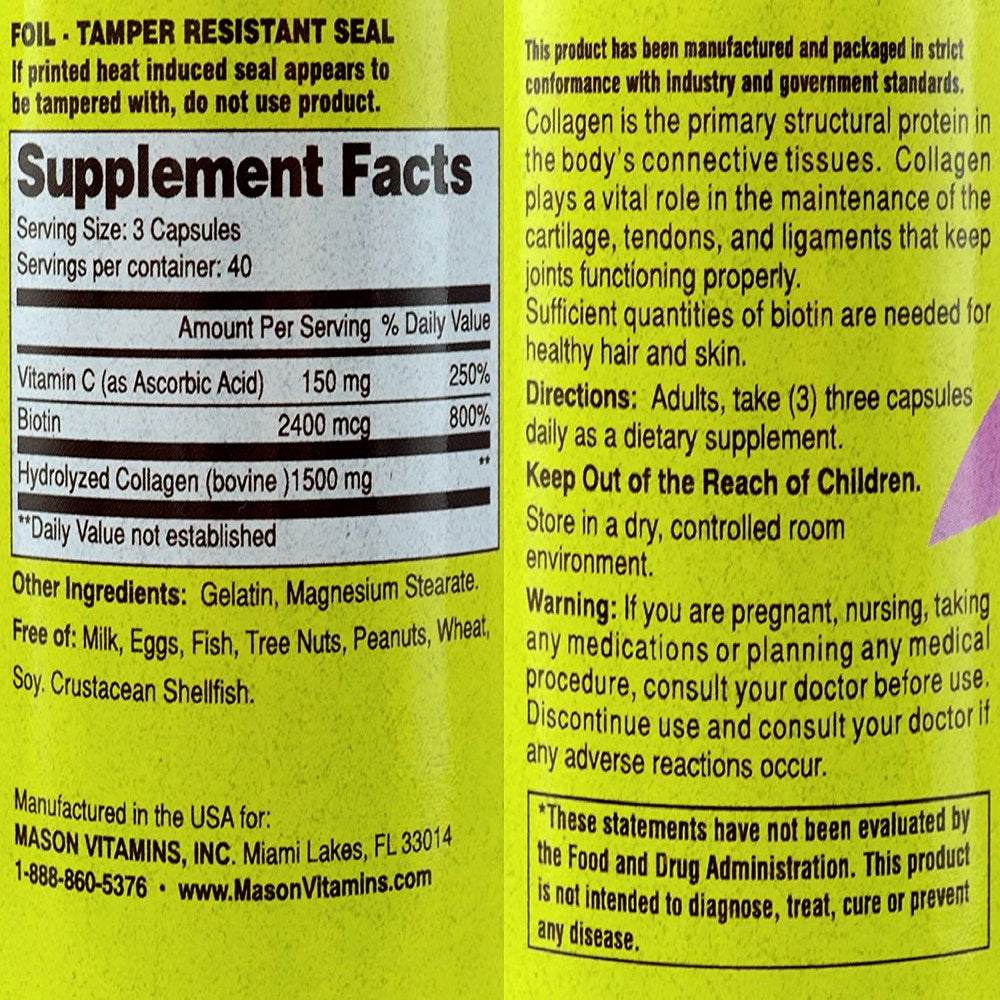 FOIL - TAMPER RESISTANT SEAL
If printed heat induced seal appears to
be tampered with, do not use product.
Supplement Facts
Serving Size: 3 Capsules
Servings per container: 40
Amount Per Serving % Daily Value
Vitamin C (as Ascorbic Acid) 150 mg 250%
Biotin 2400 mcg 800%
Hydrolyzed Collagen (bovine )1500 mg **
**Daily Value not established
Other Ingredients: Gelatin, Magnesium Stearate.
Free of: Milk, Eggs, Fish, Tree Nuts, Peanuts, Wheat,
Soy. Crustacean Shellfish.
Manufactured in the USA for:
MASON VITAMINS, INC. Miami Lakes, FL 33014
1-888-860-5376 • www.MasonVitamins.com
This product has been manufactured and packaged in strict
conformance with industry and government standards.
Collagen is the primary structural protein in
the body's connective tissues. Collagen
plays a vital role in the maintenance of the
cartilage, tendons, and ligaments that keep
joints functioning properly.
Sufficient quantities of biotin are needed for
healthy hair and skin.
Directions: Adults, take (3) three capsules
daily as a dietary supplement.
Keep Out of the Reach of Children.
Store in a dry, controlled room
environment.
Warning: If you are pregnant, nursing, taking
any medications or planning any medical
procedure, consult your doctor before use.
Discontinue use and consult your doctor if
any adverse reactions occur.
*These statements have not been evaluated by
the Food and Drug Administration. This product
is not intended to diagnose, treat, cure or prevent
any disease.